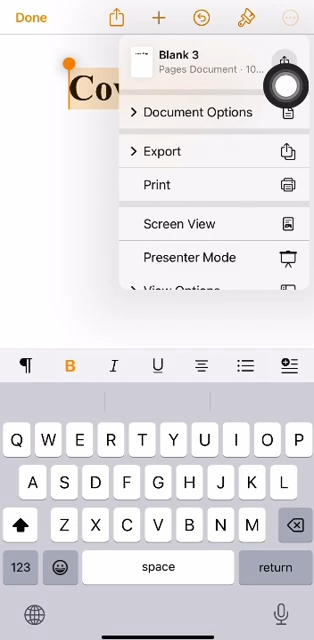 Done
Blank 3
Pages Document · 10...
Cov
Document Options
Export
Print
Screen View
Presenter Mode
View Options
B I U
Q W E R T Y U I O P
A S D F G H J K L
Z X C V B N M
123 space return